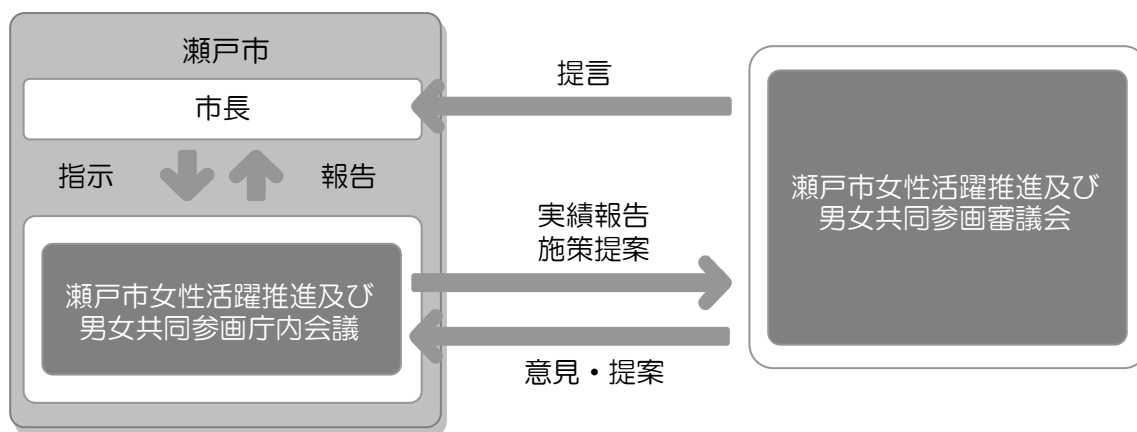 瀬戸市
市長
指示
報告
瀬戸市女性活躍推進及び
男女共同参画庁内会議
提言
実績報告
施策提案
意見・提案
瀬戸市女性活躍推進及び
男女共同参画審議会